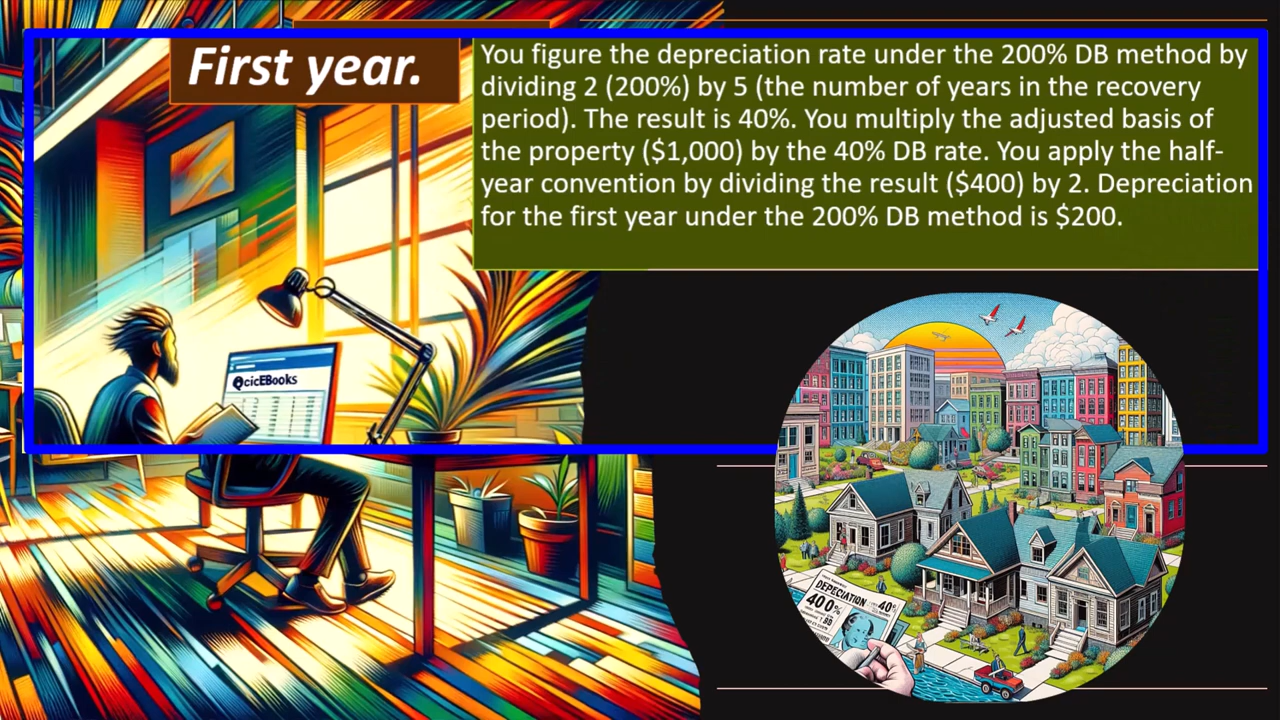 First year.
You figure the depreciation rate under the 200% DB method by
dividing 2 (200%) by 5 (the number of years in the recovery
period). The result is 40%. You multiply the adjusted basis of
the property ($1,000) by the 40% DB rate. You apply the half-
year convention by dividing the result ($400) by 2. Depreciation
for the first year under the 200% DB method is $200.
QcicEBooks
DEPRECIATION
400%